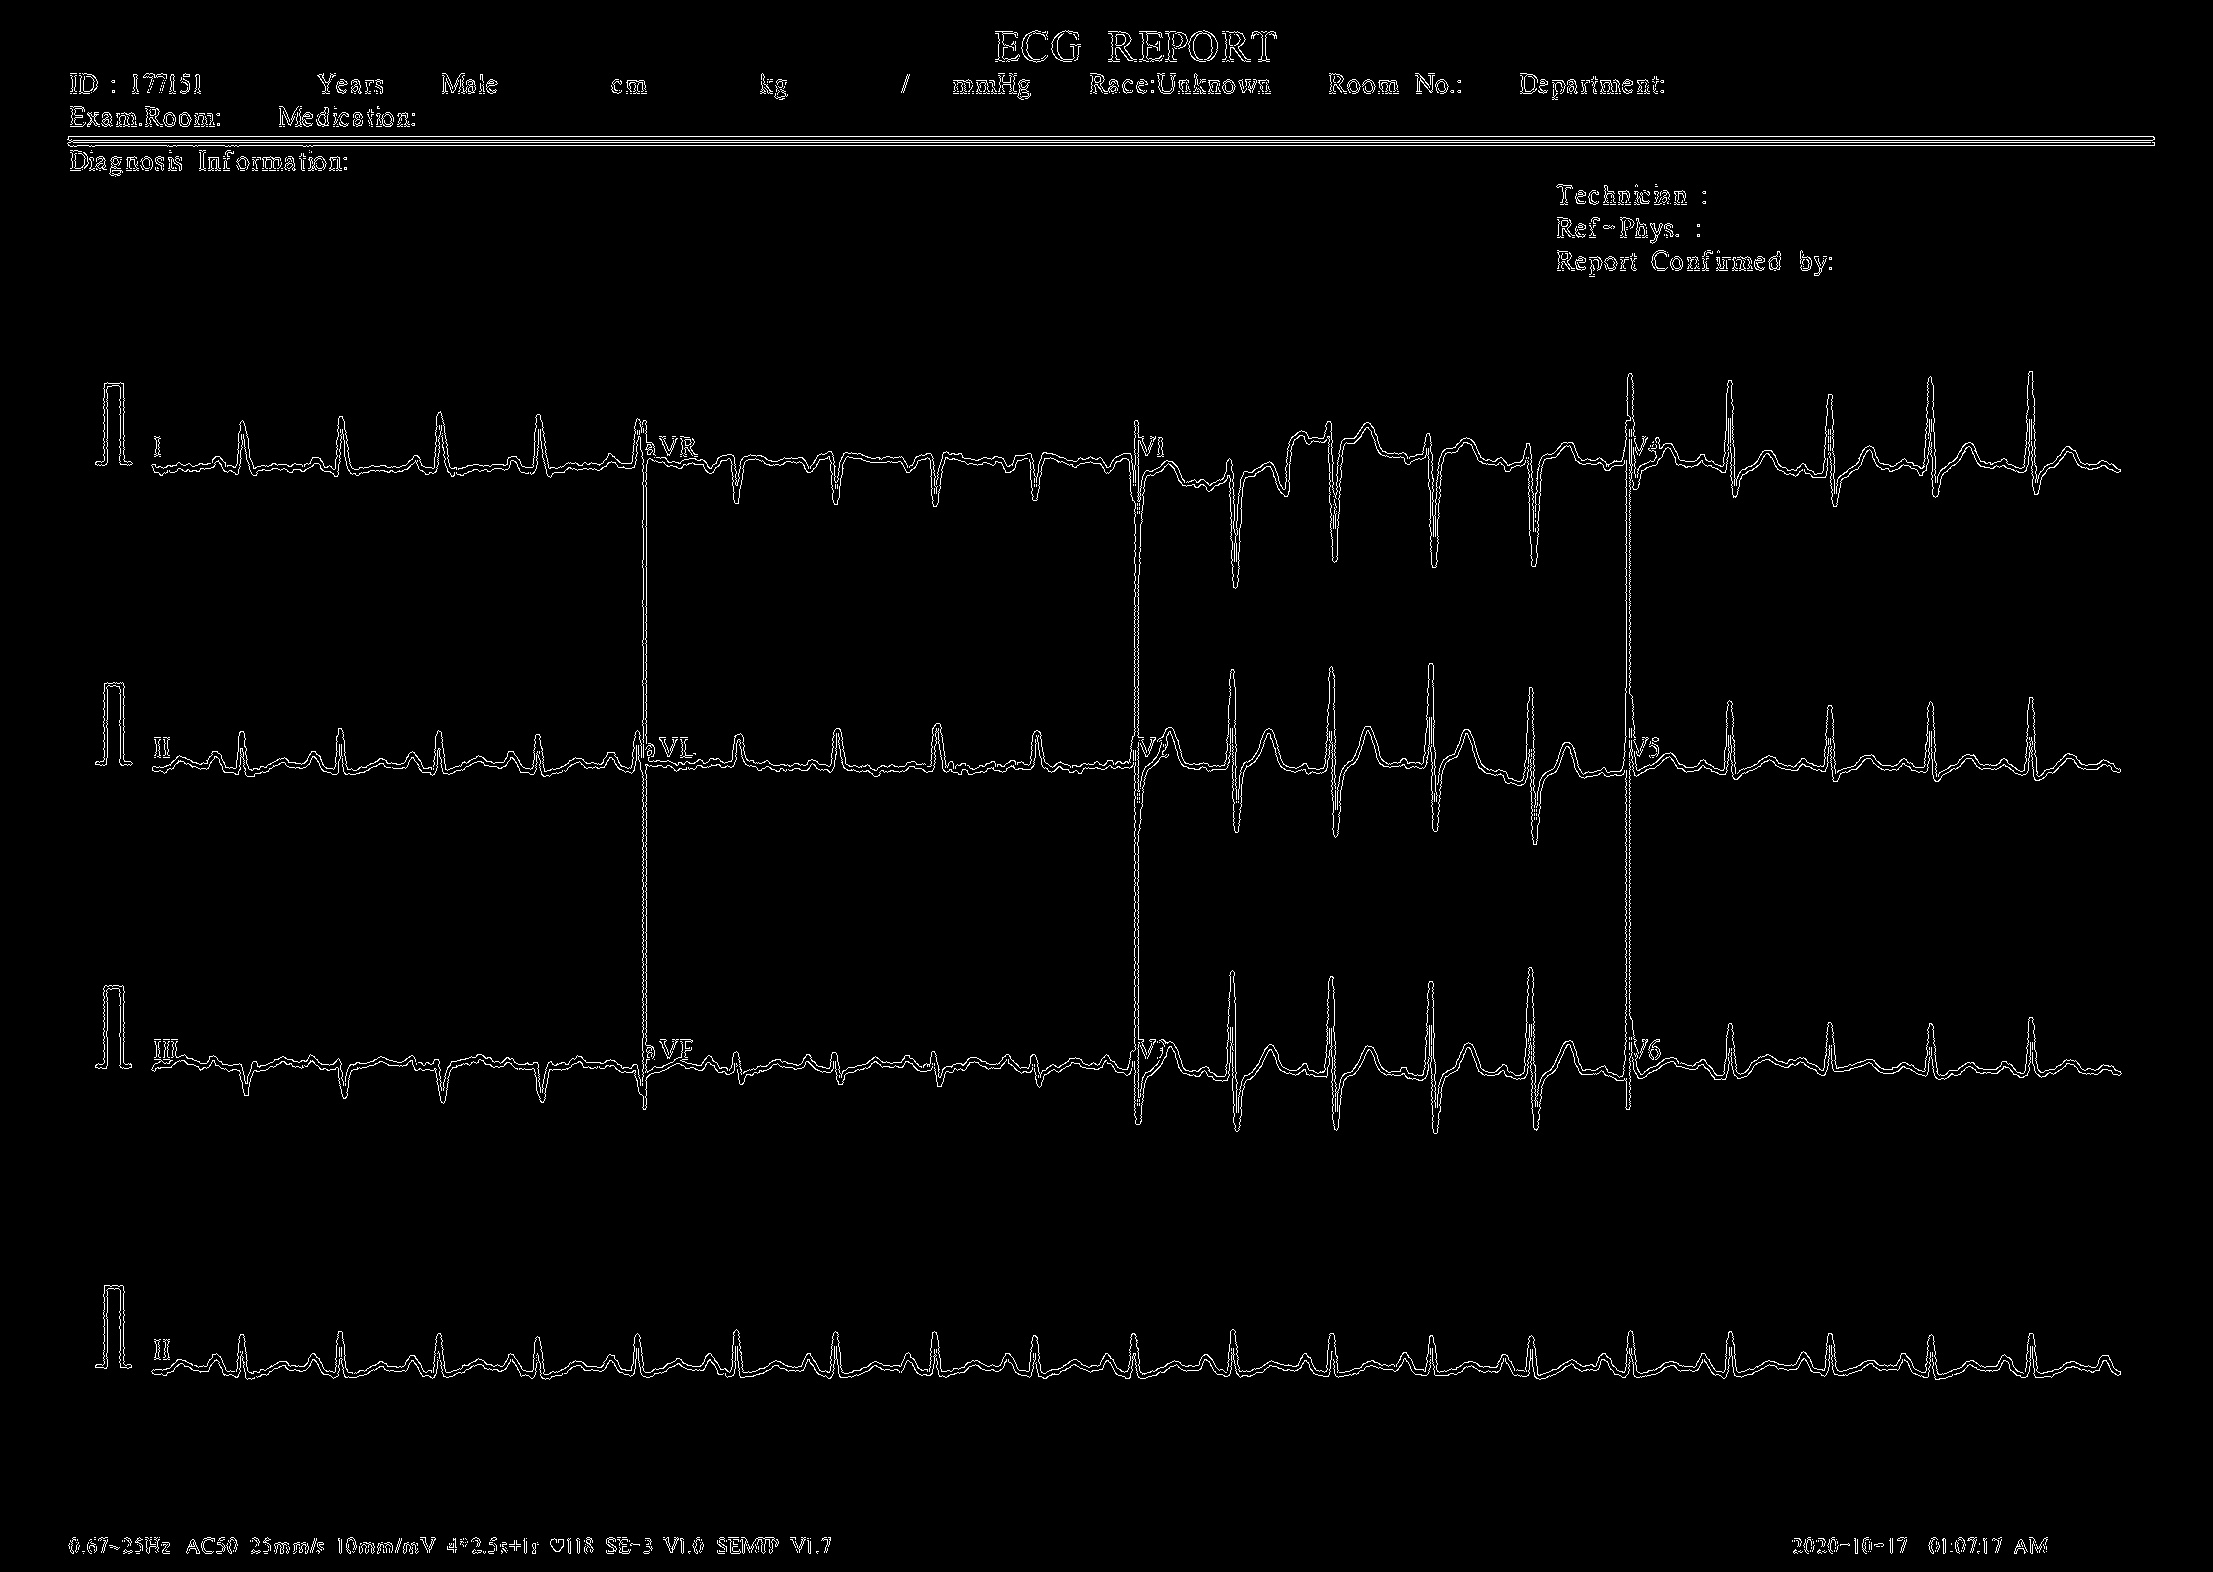 ECG REPORT
ID : 177151 Years Male cm kg / mmHg Race:Unknown Room No.: Department:
Exam.Room: Medication:
Diagnosis Information:
Technician :
Ref-Phys. :
Report Confirmed by:
I aVR V1 V4
II aVL V2 V5
III aVF V3 V6
II
0.67~25Hz AC50 25mm/s 10mm/mV 4*2.5s+1r ♡118 SE-3 V1.0 SEMIP V1.7 2020-10-17 01:07:17 AM